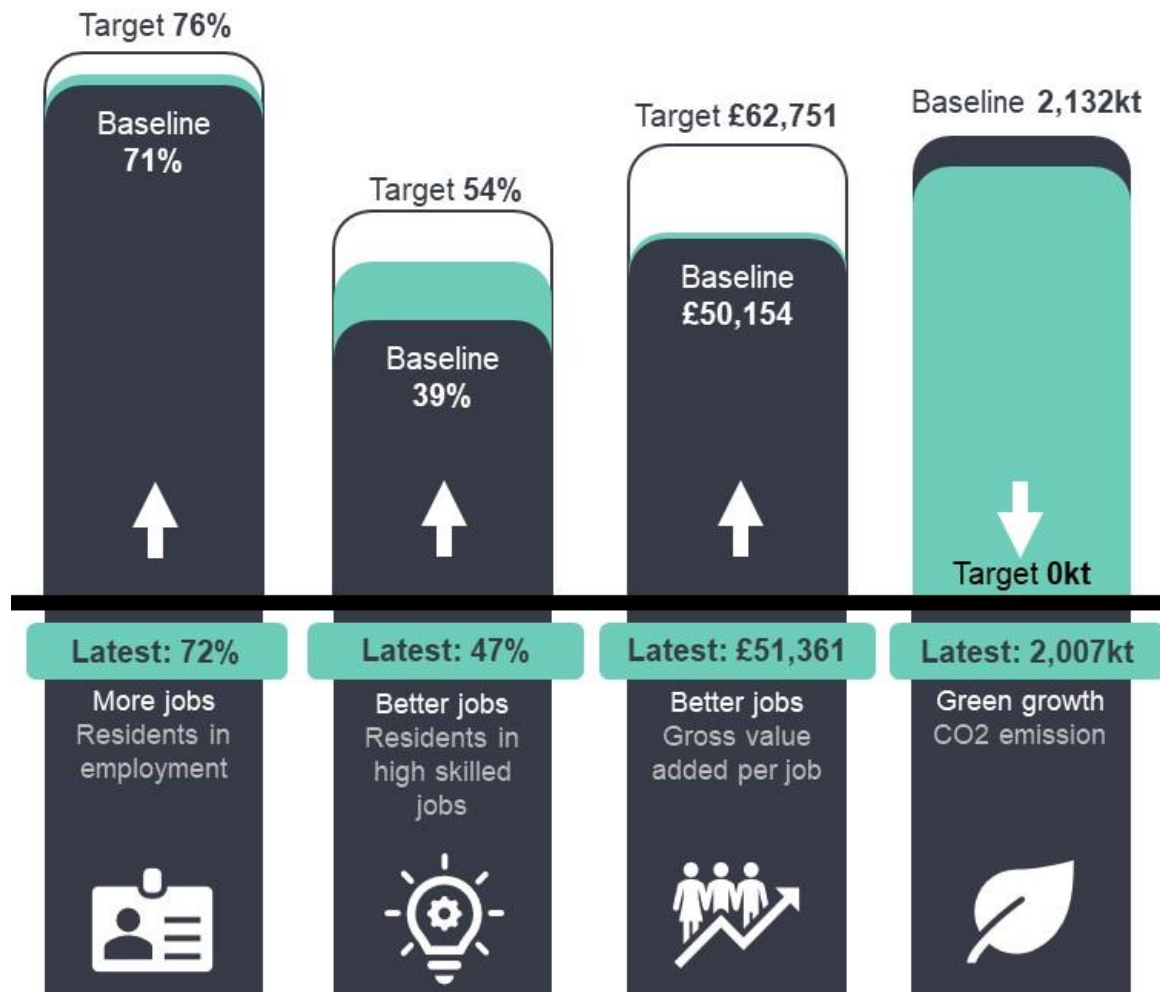 Target 76%
Baseline
71%
Latest: 72%
More jobs
Residents in
employment
Target 54%
Baseline
39%
Latest: 47%
Better jobs
Residents in
high skilled
jobs
Target £62,751
Baseline
£50,154
Latest: £51,361
Better jobs
Gross value
added per job
Baseline 2,132kt
Target 0kt
Latest: 2,007kt
Green growth
CO2 emission